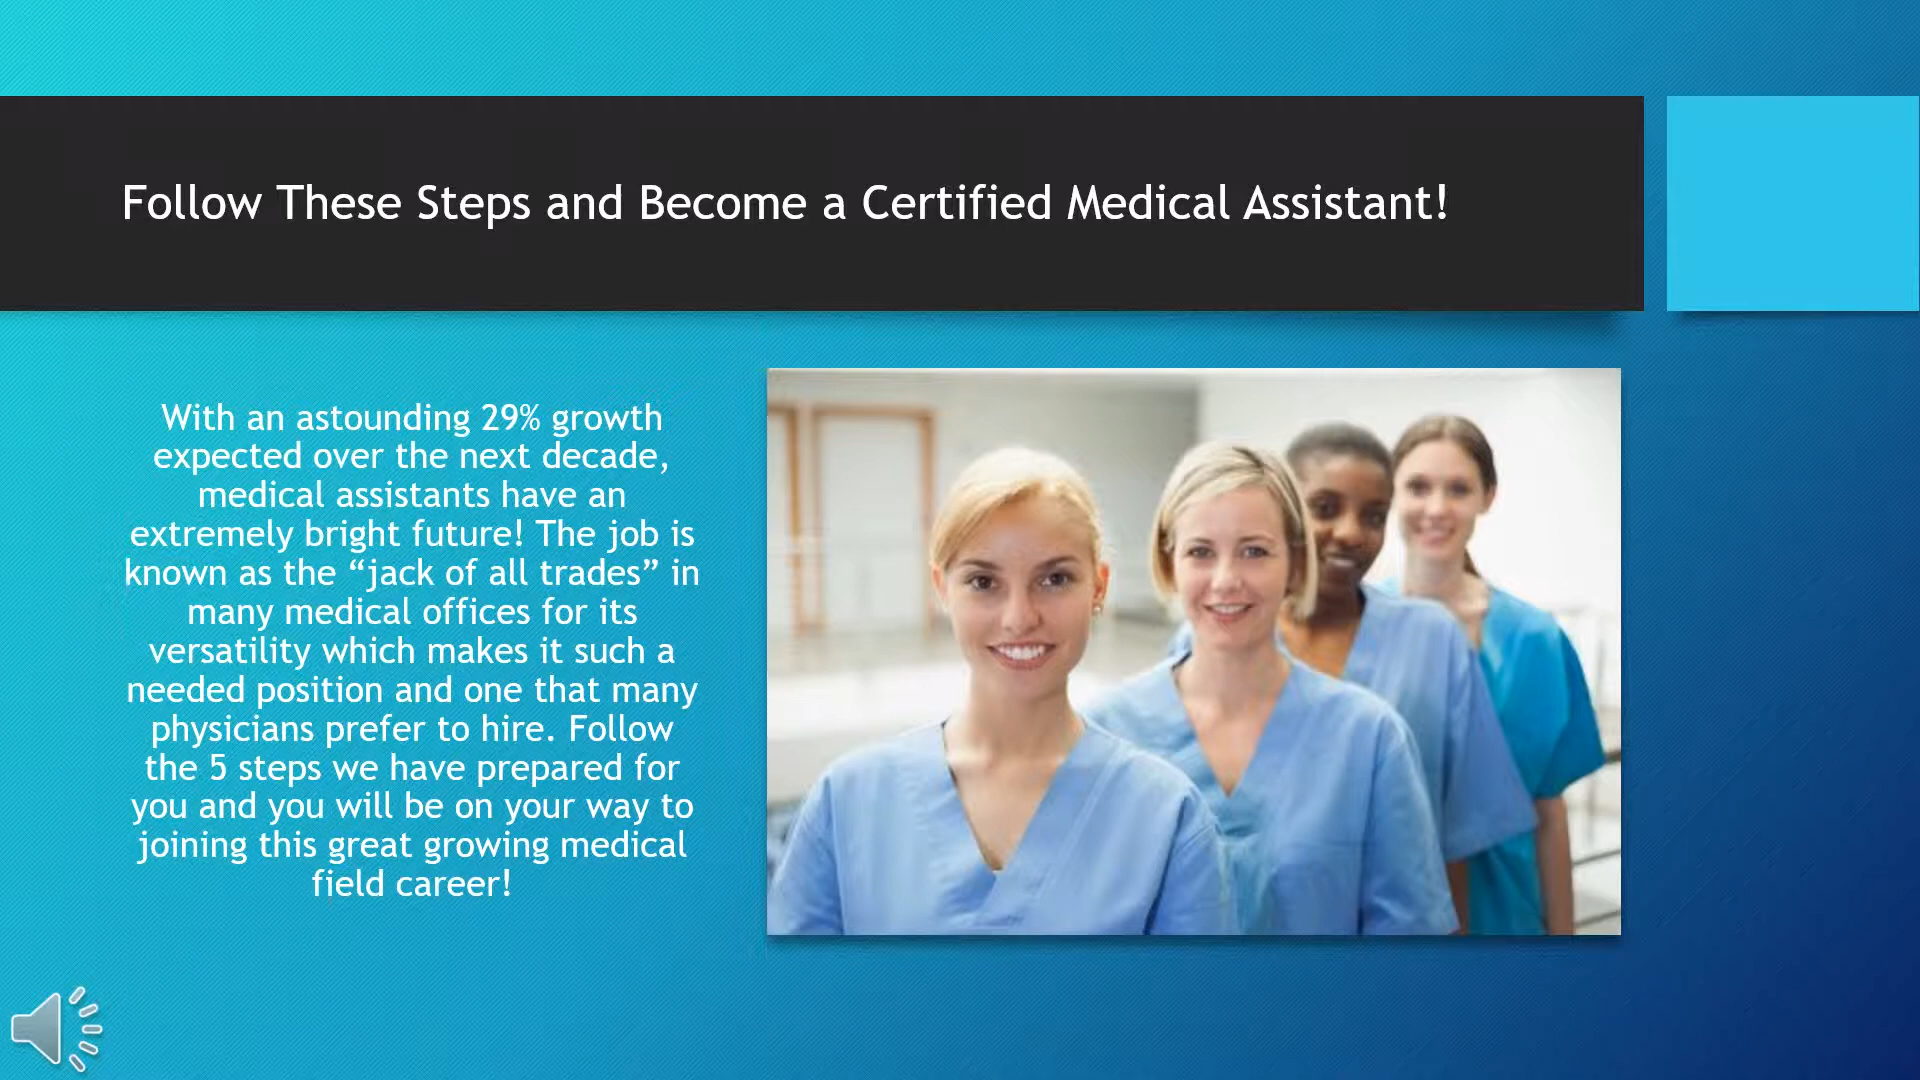 Follow These Steps and Become a Certified Medical Assistant!
With an astounding 29% growth
expected over the next decade,
medical assistants have an
extremely bright future! The job is
known as the “jack of all trades” in
many medical offices for its
versatility which makes it such a
needed position and one that many
physicians prefer to hire. Follow
the 5 steps we have prepared for
you and you will be on your way to
joining this great growing medical
field career!